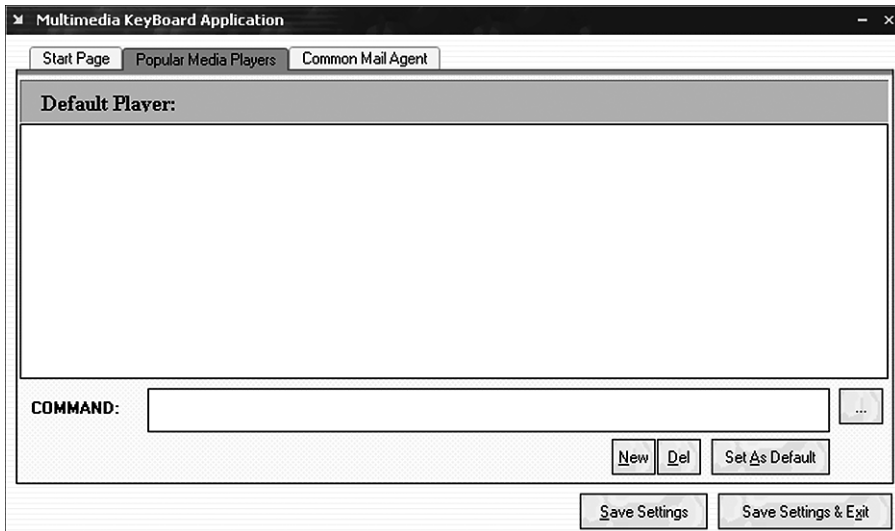 Multimedia KeyBoard Application
Start Page Popular Media Players Common Mail Agent
Default Player:
COMMAND: ...
New Del Set As Default
Save Settings Save Settings & Exit